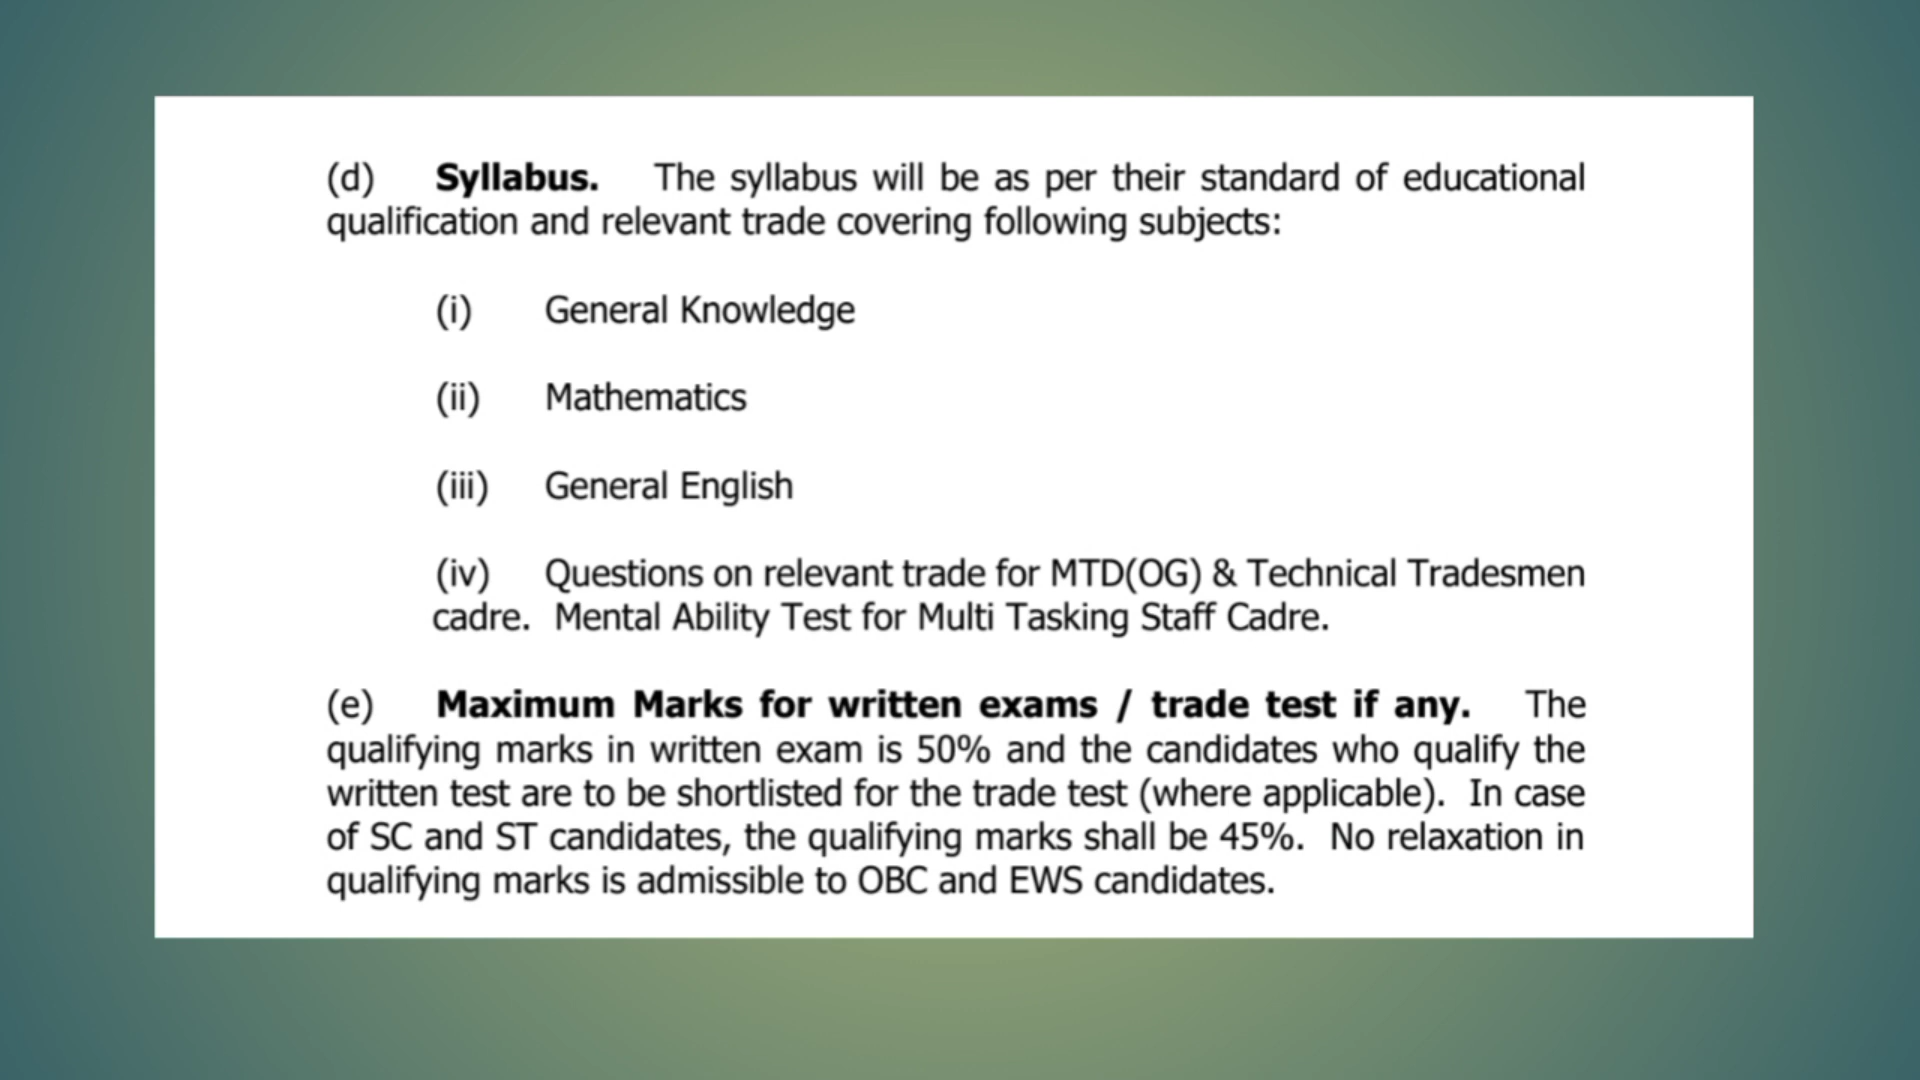 (d) Syllabus. The syllabus will be as per their standard of educational
qualification and relevant trade covering following subjects:
(i) General Knowledge
(ii) Mathematics
(iii) General English
(iv) Questions on relevant trade for MTD(OG) & Technical Tradesmen
cadre. Mental Ability Test for Multi Tasking Staff Cadre.
(e) Maximum Marks for written exams / trade test if any. The
qualifying marks in written exam is 50% and the candidates who qualify the
written test are to be shortlisted for the trade test (where applicable). In case
of SC and ST candidates, the qualifying marks shall be 45%. No relaxation in
qualifying marks is admissible to OBC and EWS candidates.